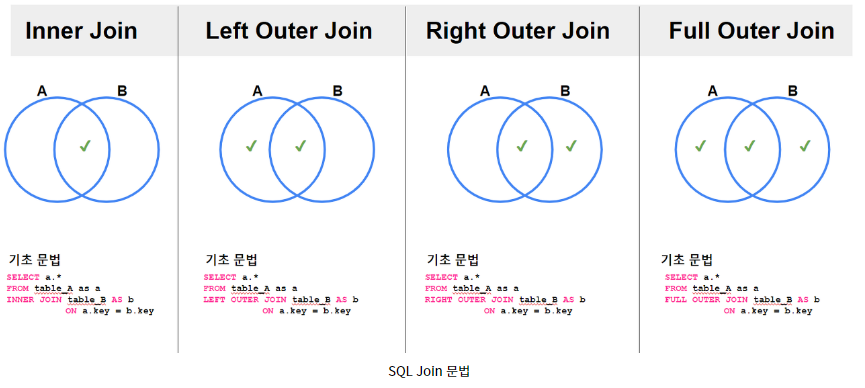 Inner Join
A B
기초 문법
SELECT a.*
FROM table_A as a
INNER JOIN table_B AS b
ON a.key = b.key
Left Outer Join
A B
기초 문법
SELECT a.*
FROM table_A as a
LEFT OUTER JOIN table_B AS b
ON a.key = b.key
Right Outer Join
A B
기초 문법
SELECT a.*
FROM table_A as a
RIGHT OUTER JOIN table_B AS b
ON a.key = b.key
Full Outer Join
A B
기초 문법
SELECT a.*
FROM table_A as a
FULL OUTER JOIN table_B AS b
ON a.key = b.key
SQL Join 문법